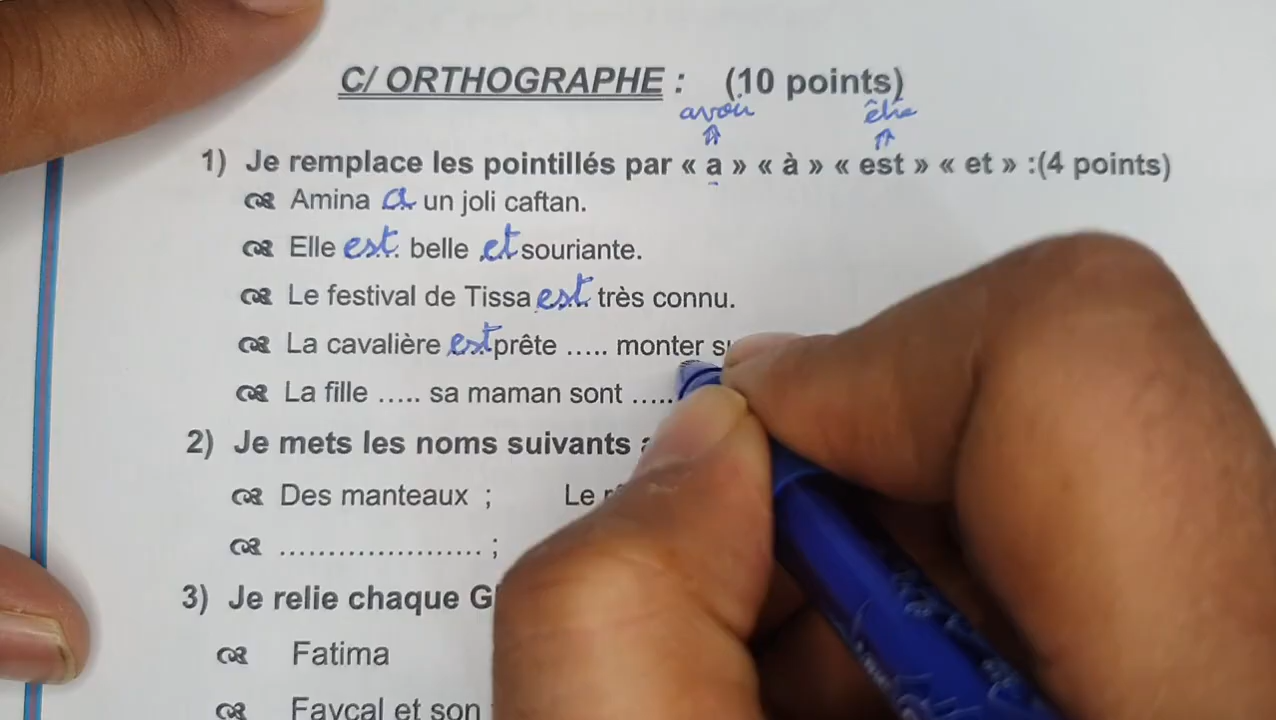 C/ ORTHOGRAPHE : (10 points)
avoir être
1) Je remplace les pointillés par « a » « à » « est » « et » :(4 points)
Amina a un joli caftan.
Elle est belle et souriante.
Le festival de Tissa est très connu.
La cavalière est prête ..... monter
La fille ..... sa maman sont .....
2) Je mets les noms suivants
Des manteaux ; Le
..................... ;
3) Je relie chaque
Fatima
Fayçal et son